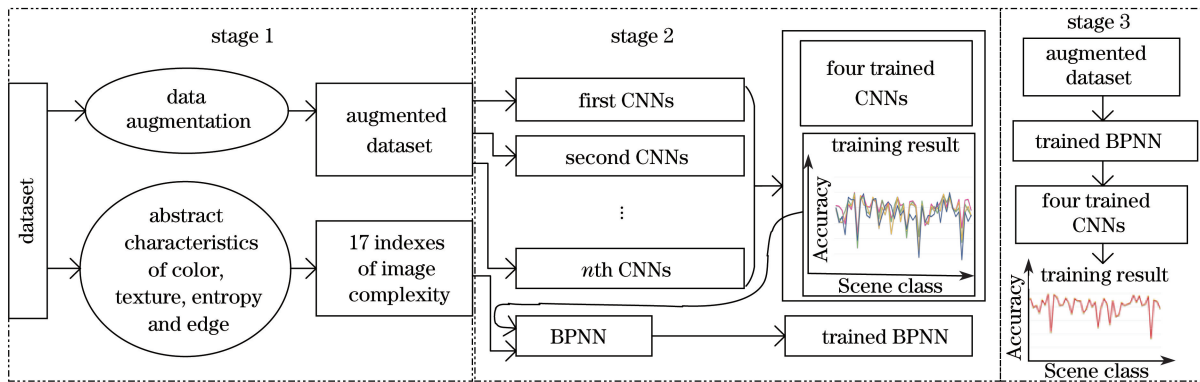 stage 1
dataset
data
augmentation
abstract
characteristics
of color,
texture, entropy
and edge
augmented
dataset
17 indexes
of image
complexity
stage 2
first CNNs
second CNNs
⋮
nth CNNs
BPNN
four trained
CNNs
training result
Accuracy
Scene class
trained BPNN
stage 3
augmented
dataset
trained BPNN
four trained
CNNs
training result
Accuracy
Scene class